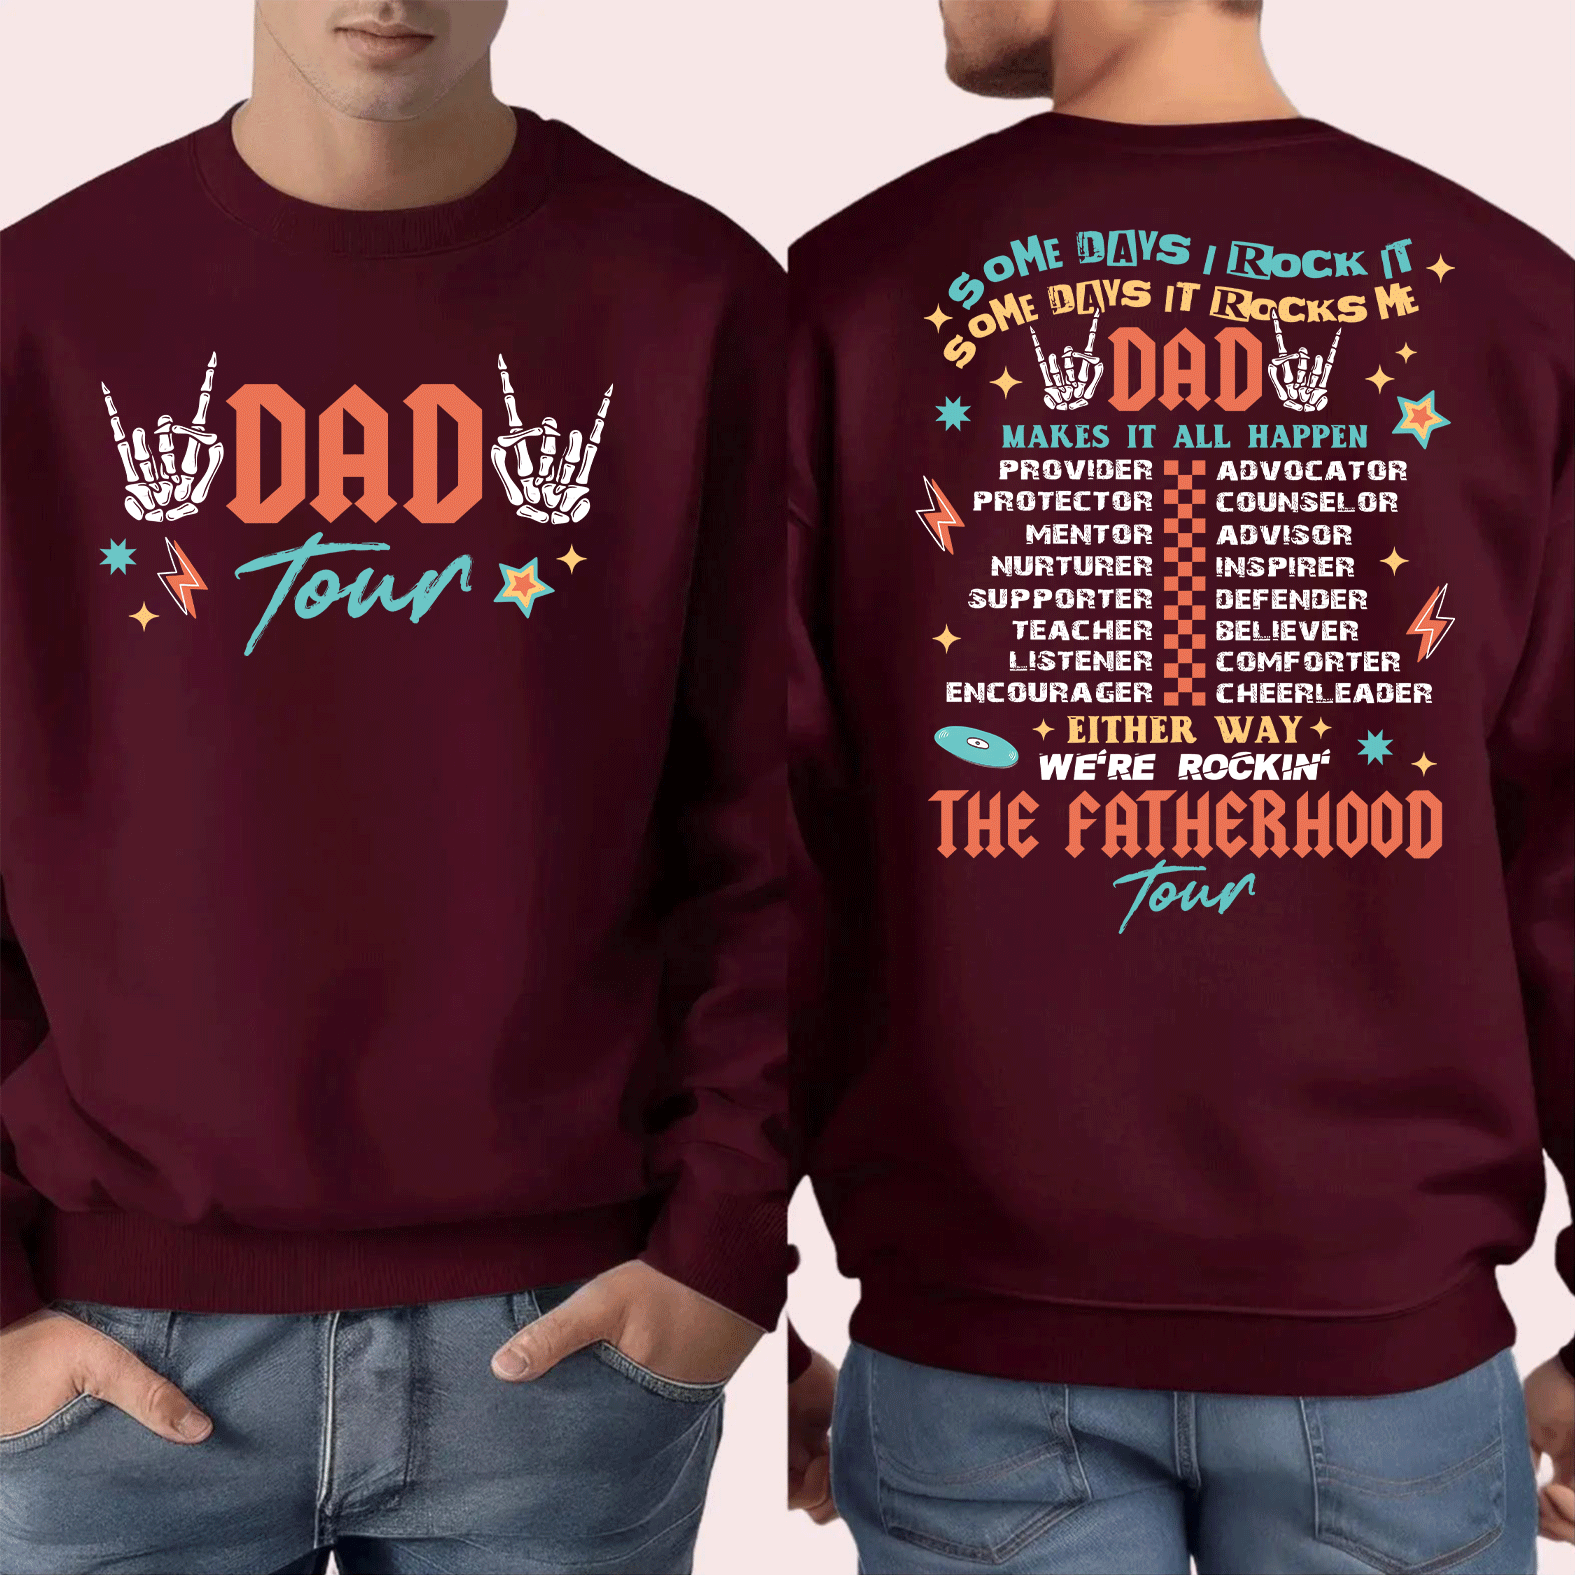 DAD
Tour
SOME DAYS I ROCK IT
SOME DAYS IT ROCKS ME
DAD
MAKES IT ALL HAPPEN
PROVIDER ADVOCATOR
PROTECTOR COUNSELOR
MENTOR ADVISOR
NURTURER INSPIRER
SUPPORTER DEFENDER
TEACHER BELIEVER
LISTENER COMFORTER
ENCOURAGER CHEERLEADER
EITHER WAY
WE'RE ROCKIN'
THE FATHERHOOD
Tour